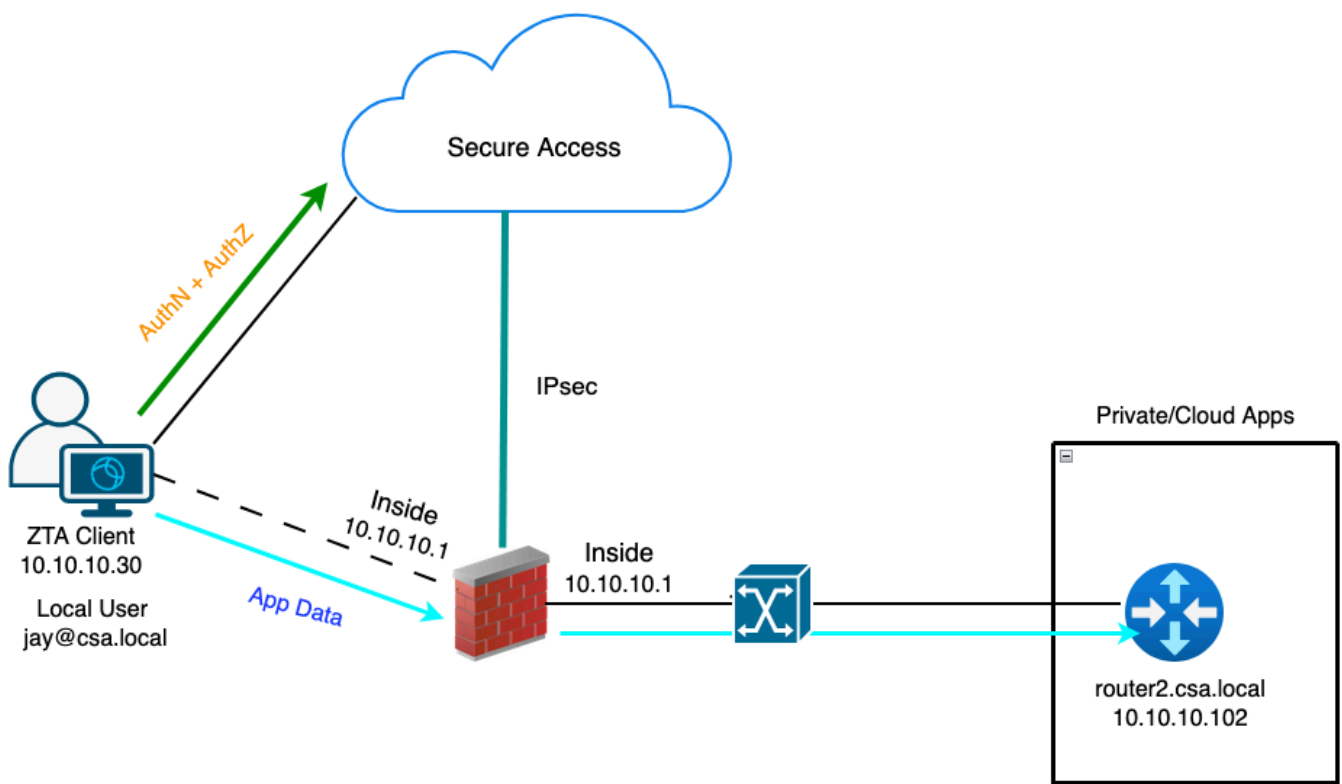 Secure Access
AuthN + AuthZ
IPsec
Private/Cloud Apps
Inside
10.10.10.1
ZTA Client
10.10.10.30
Local User
jay@csa.local
App Data
Inside
10.10.10.1
router2.csa.local
10.10.10.102